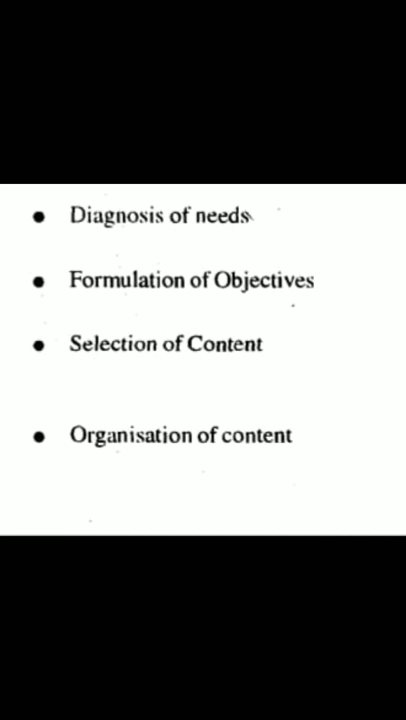 • Diagnosis of needs
• Formulation of Objectives
• Selection of Content
• Organisation of content